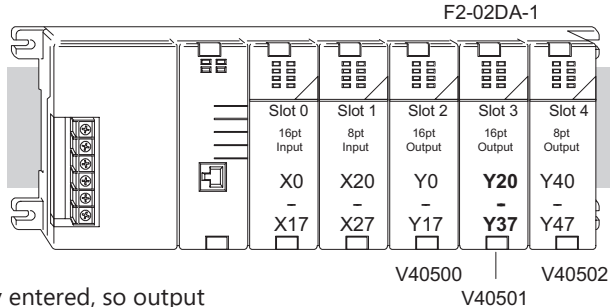 F2-02DA-1
Slot 0 Slot 1 Slot 2 Slot 3 Slot 4
16pt 8pt 16pt 16pt 8pt
Input Input Output Output Output
X0 X20 Y0 Y20 Y40
– – – – –
X17 X27 Y17 Y37 Y47
V40500 V40502
entered, so output V40501